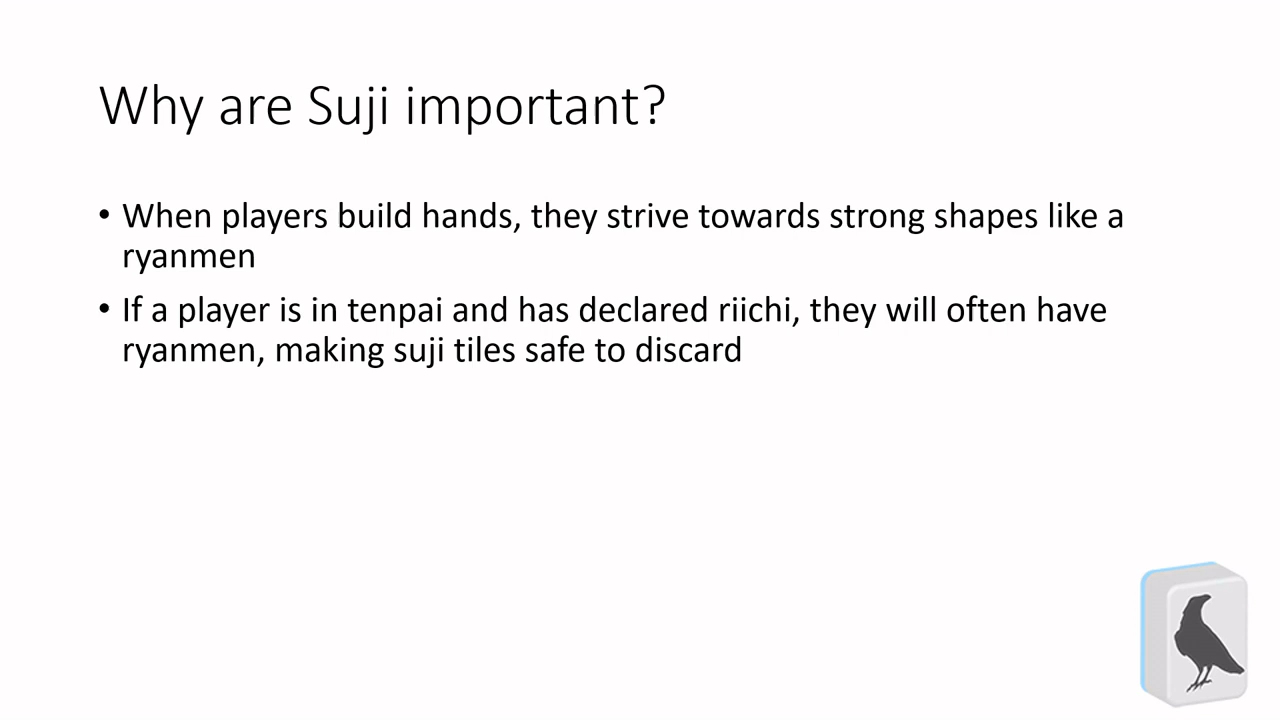 Why are Suji important?
• When players build hands, they strive towards strong shapes like a
ryanmen
• If a player is in tenpai and has declared riichi, they will often have
ryanmen, making suji tiles safe to discard